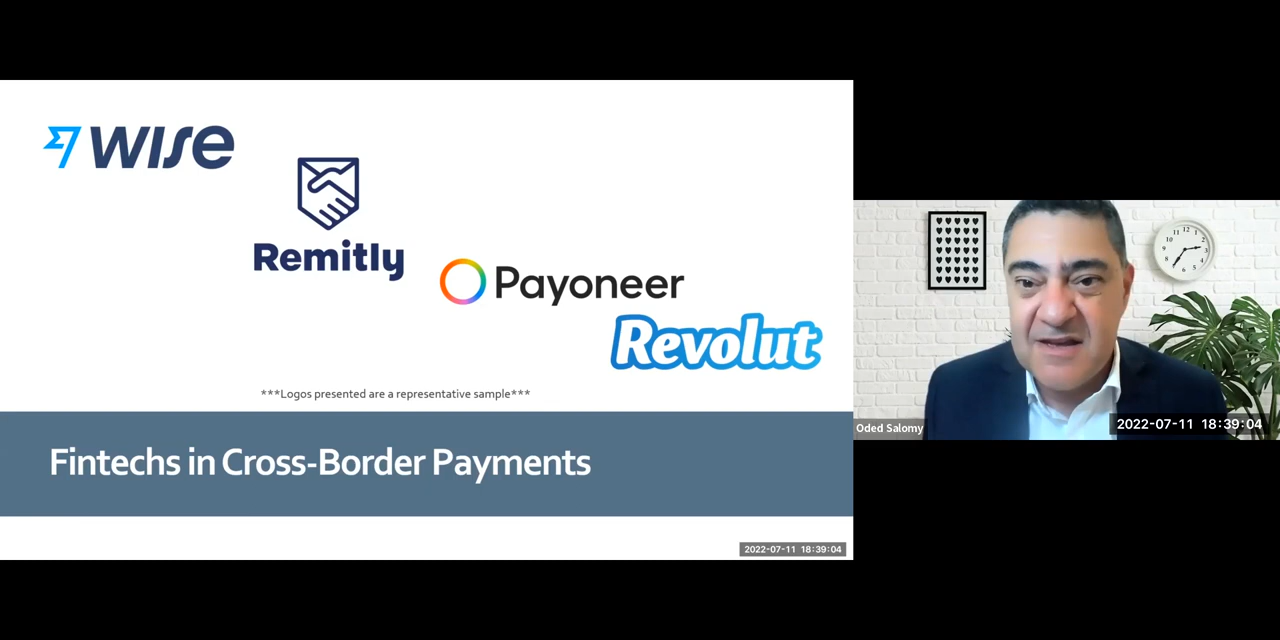 WISE
Remitly
Payoneer
Revolut
***Logos presented are a representative sample***
Fintechs in Cross-Border Payments
2022-07-11 18:39:04
Oded Salomy
2022-07-11 18:39:04